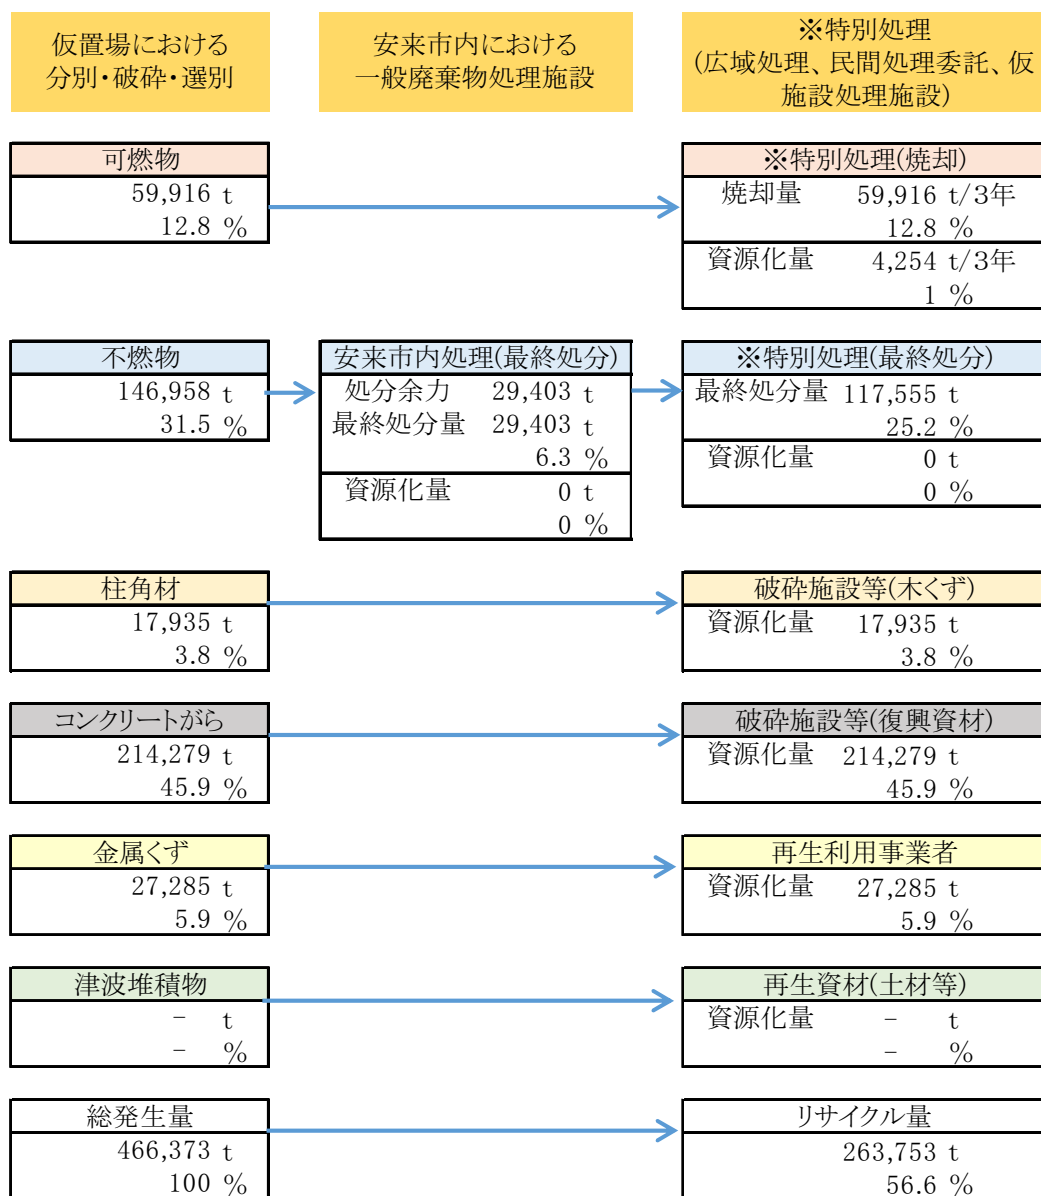 仮置場における
分別・破砕・選別
安来市内における
一般廃棄物処理施設
※特別処理
(広域処理、民間処理委託、仮
施設処理施設)
可燃物
59,916 t
12.8 %
※特別処理(焼却)
焼却量 59,916 t/3年
12.8 %
資源化量 4,254 t/3年
1 %
不燃物
146,958 t
31.5 %
安来市内処理(最終処分)
処分余力 29,403 t
最終処分量 29,403 t
6.3 %
資源化量 0 t
0 %
※特別処理(最終処分)
最終処分量 117,555 t
25.2 %
資源化量 0 t
0 %
柱角材
17,935 t
3.8 %
破砕施設等(木くず)
資源化量 17,935 t
3.8 %
コンクリートがら
214,279 t
45.9 %
破砕施設等(復興資材)
資源化量 214,279 t
45.9 %
金属くず
27,285 t
5.9 %
再生利用事業者
資源化量 27,285 t
5.9 %
津波堆積物
- t
- %
再生資材(土材等)
資源化量 - t
- %
総発生量
466,373 t
100 %
リサイクル量
263,753 t
56.6 %